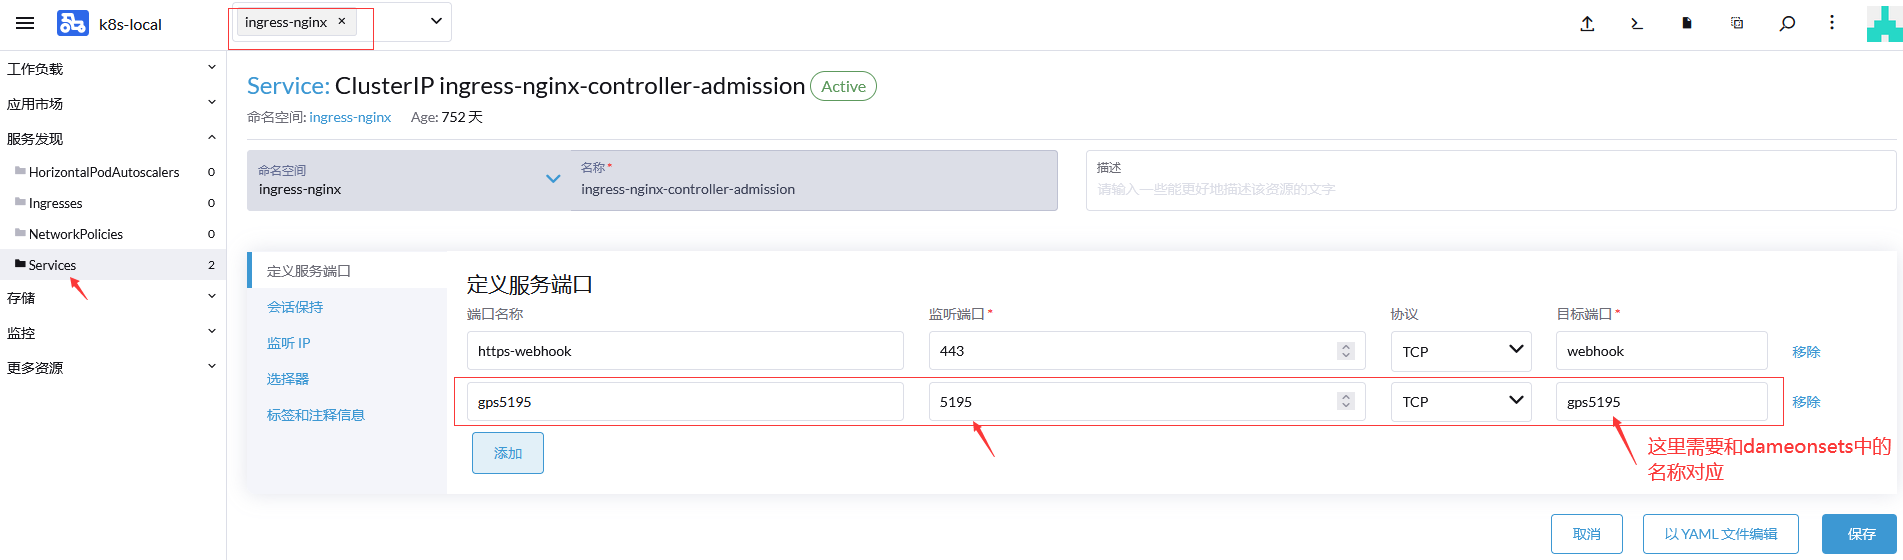 k8s-local
ingress-nginx ×
工作负载
应用市场
服务发现
HorizontalPodAutoscalers 0
Ingresses 0
NetworkPolicies 0
Services 2
存储
监控
更多资源
Service: ClusterIP ingress-nginx-controller-admission Active
命名空间: ingress-nginx Age: 752 天
命名空间
ingress-nginx
名称 *
ingress-nginx-controller-admission
描述
请输入一些能更好地描述该资源的文字
定义服务端口
会话保持
监听 IP
选择器
标签和注释信息
定义服务端口
端口名称 监听端口 * 协议 目标端口 *
https-webhook 443 TCP webhook 移除
gps5195 5195 TCP gps5195 移除
添加
这里需要和dameonsets中的
名称对应
取消 以 YAML 文件编辑 保存